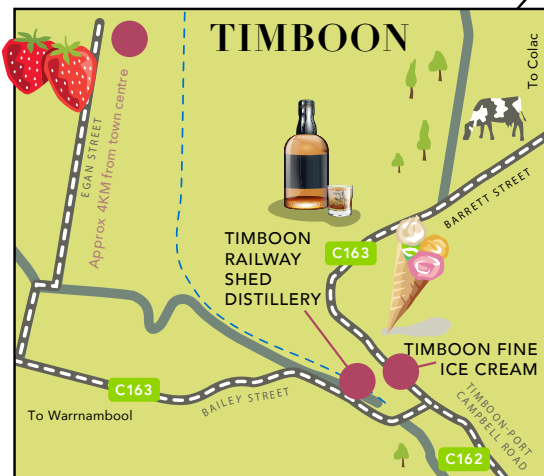 TIMBOON
To Colac
EGAN STREET
Approx 4KM from town centre
BARRETT STREET
TIMBOON
RAILWAY
SHED
DISTILLERY
C163
TIMBOON FINE
ICE CREAM
C163
BAILEY STREET
To Warrnambool
TIMBOON-PORT
CAMPBELL ROAD
C162